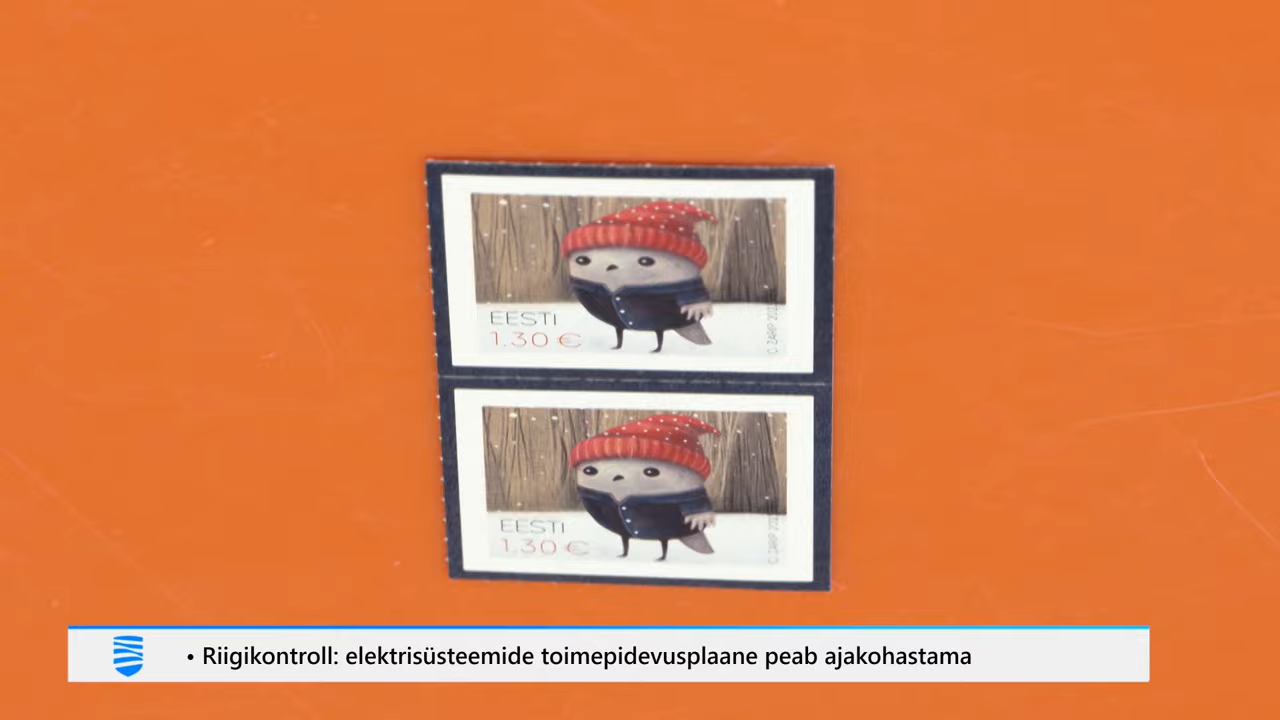 EESTI
1.30 €
EESTI
1.30 €
• Riigikontroll: elektrisüsteemide toimepidevusplaane peab ajakohastama